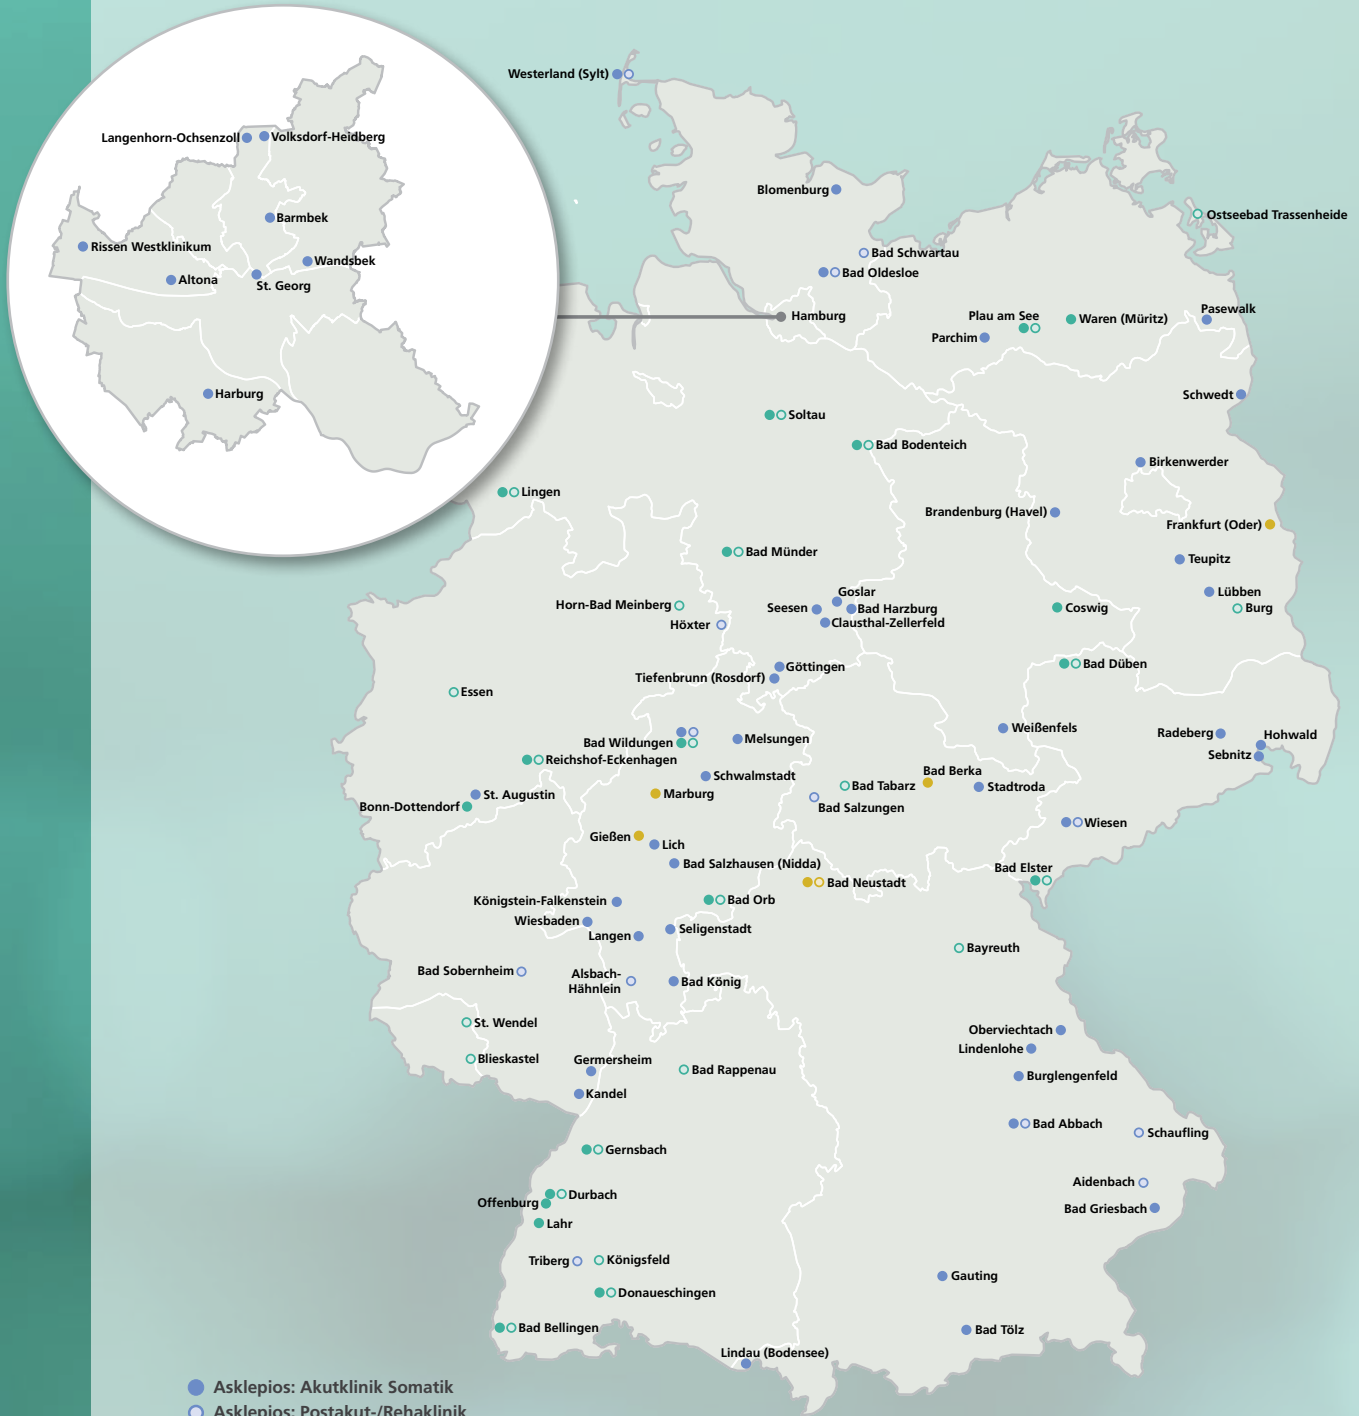 Westerland (Sylt)
Langenhorn-Ochsenzoll
Volksdorf-Heidberg
Barmbek
Rissen Westklinikum
Wandsbek
Altona
St. Georg
Harburg
Blomenburg
Ostseebad Trassenheide
Bad Schwartau
Bad Oldesloe
Hamburg
Plau am See
Waren (Müritz)
Pasewalk
Parchim
Schwedt
Soltau
Bad Bodenteich
Birkenwerder
Lingen
Brandenburg (Havel)
Frankfurt (Oder)
Bad Münder
Teupitz
Goslar
Lübben
Horn-Bad Meinberg
Seesen
Bad Harzburg
Coswig
Burg
Höxter
Clausthal-Zellerfeld
Göttingen
Bad Düben
Tiefenbrunn (Rosdorf)
Essen
Weißenfels
Radeberg
Hohwald
Bad Wildungen
Melsungen
Sebnitz
Reichshof-Eckenhagen
Schwalmstadt
Bad Berka
Bad Tabarz
Stadtroda
St. Augustin
Marburg
Bonn-Dottendorf
Bad Salzungen
Wiesen
Gießen
Lich
Bad Salzhausen (Nidda)
Bad Elster
Bad Neustadt
Königstein-Falkenstein
Bad Orb
Wiesbaden
Langen
Seligenstadt
Bayreuth
Bad Sobernheim
Alsbach-
Hähnlein
Bad König
St. Wendel
Oberviechtach
Lindenlohe
Blieskastel
Germersheim
Bad Rappenau
Burglengenfeld
Kandel
Bad Abbach
Schaufling
Gernsbach
Aidenbach
Durbach
Offenburg
Bad Griesbach
Lahr
Triberg
Königsfeld
Gauting
Donaueschingen
Bad Bellingen
Bad Tölz
Lindau (Bodensee)
Asklepios: Akutklinik Somatik
Asklepios: Postakut-/Rehaklinik